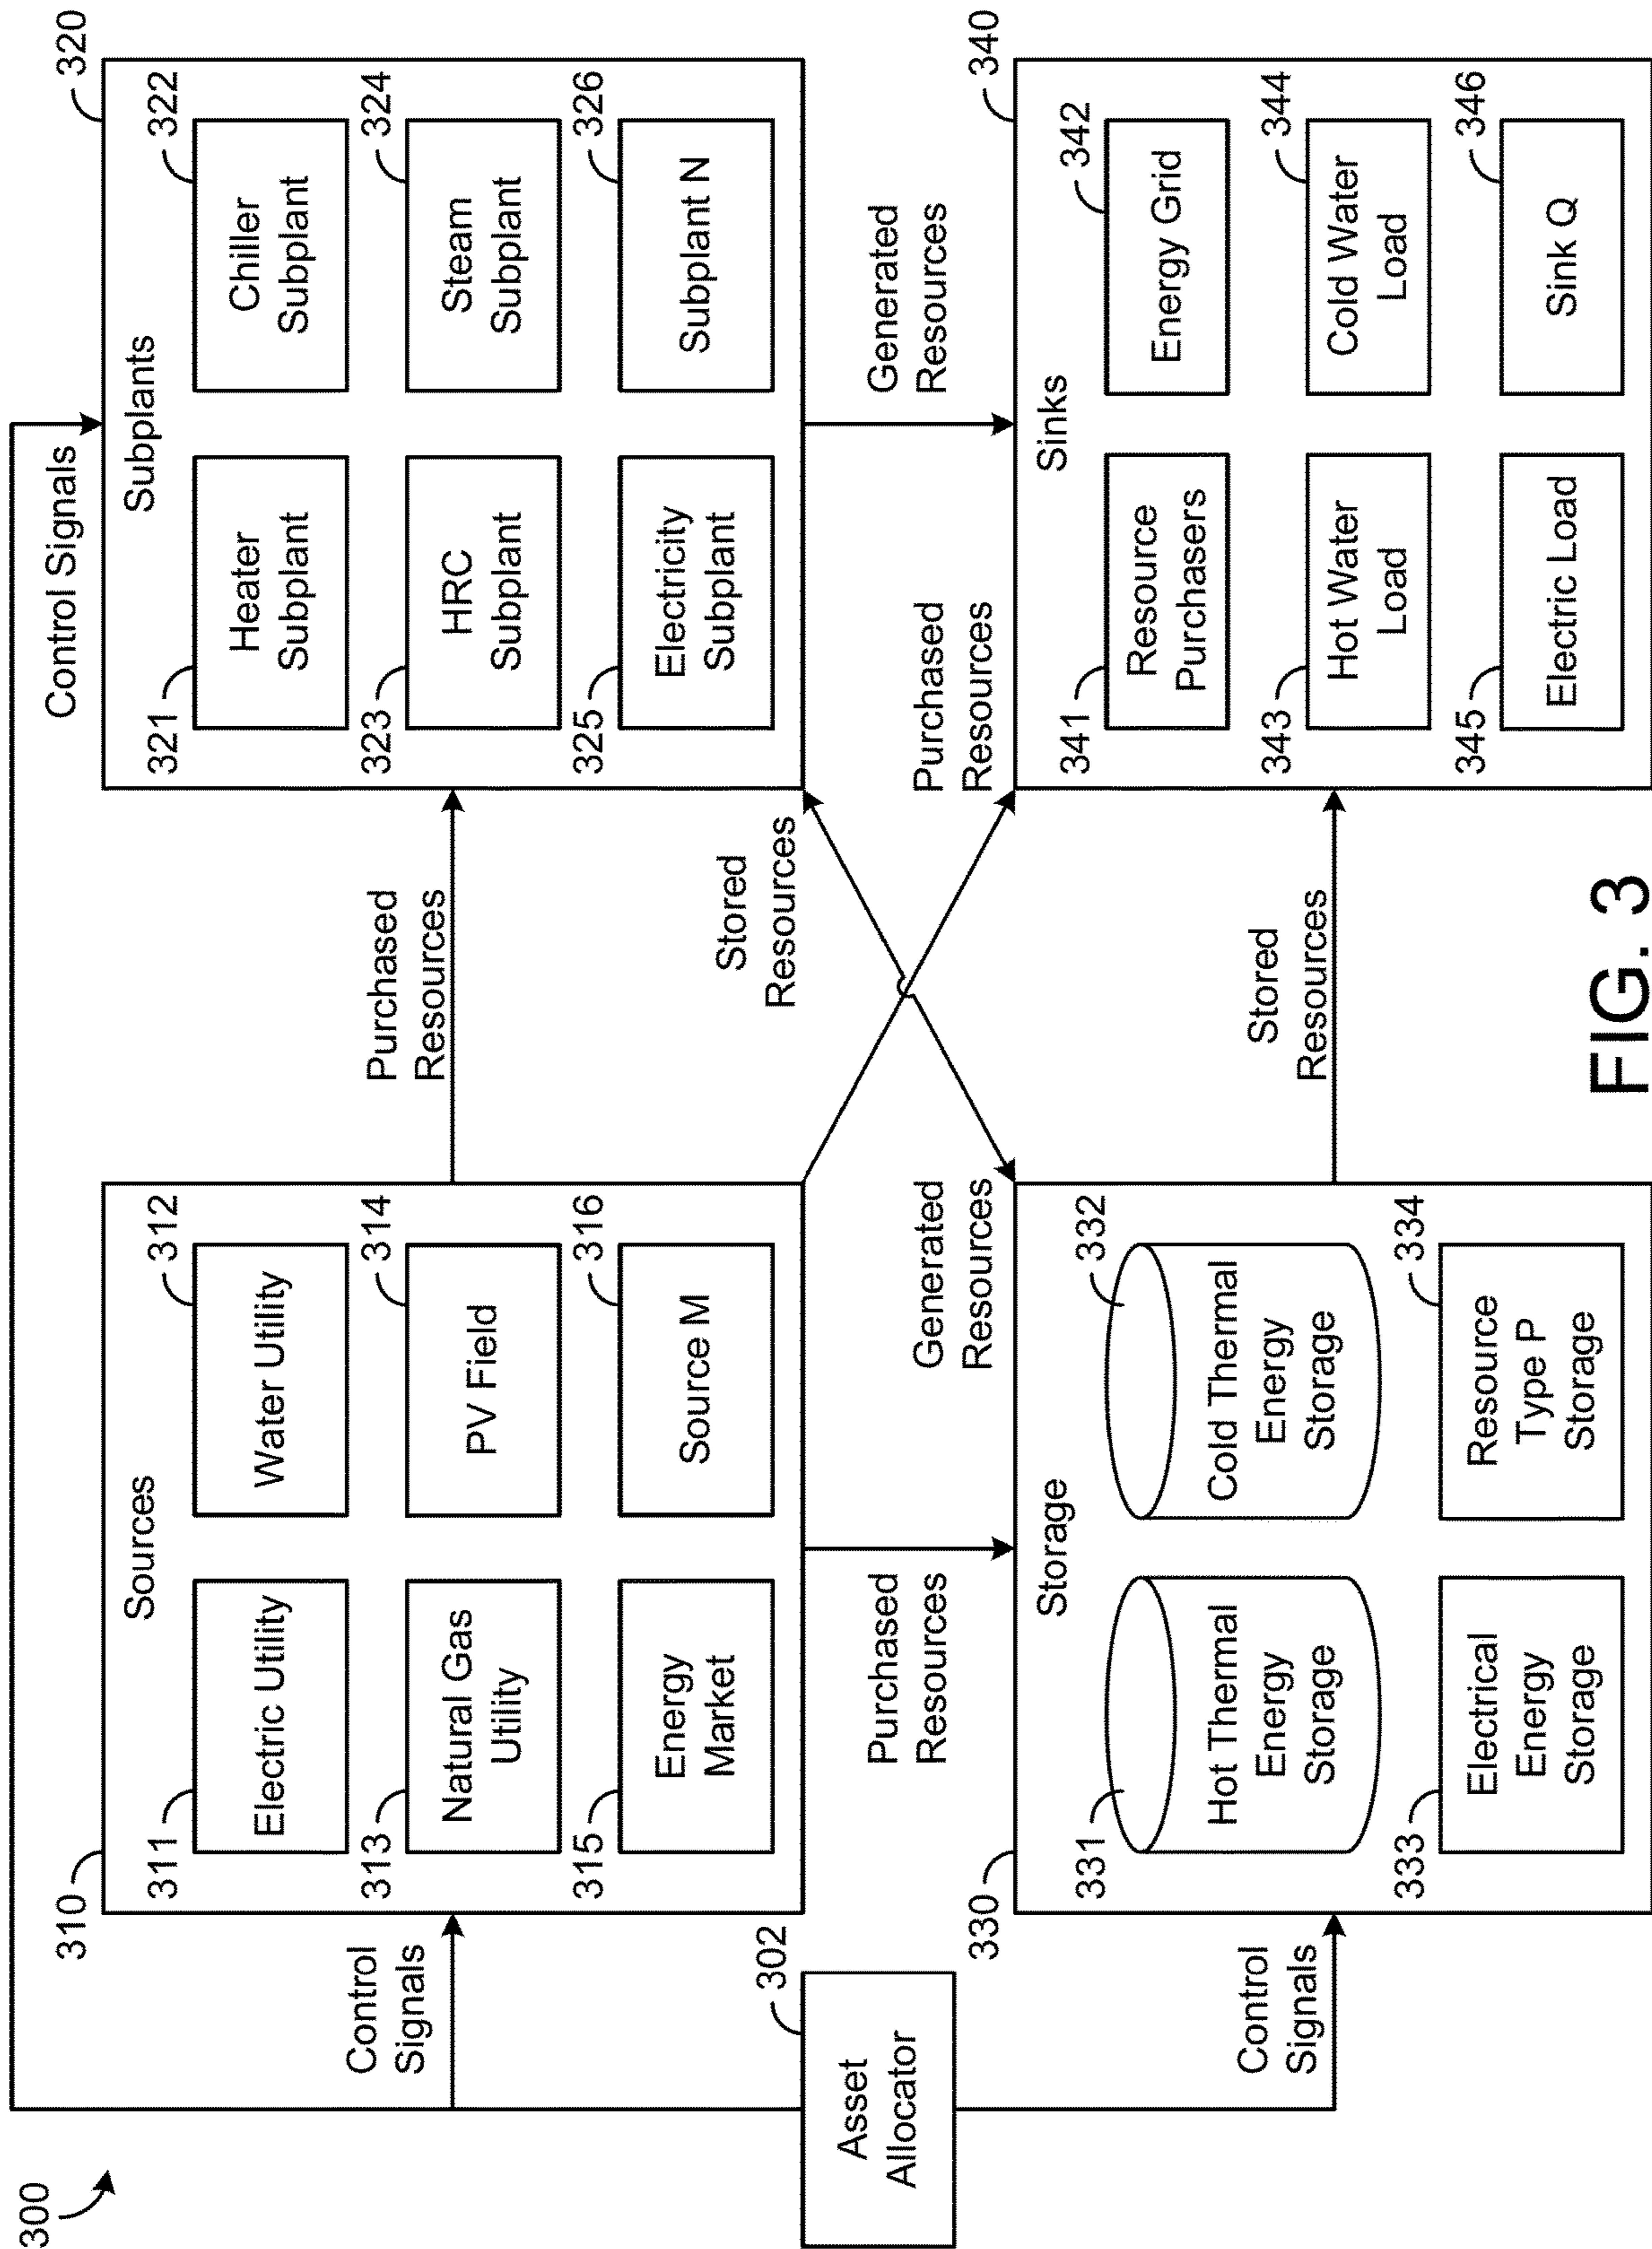 300
Control Signals
310
Sources
311
Electric Utility
312
Water Utility
313
Natural Gas
Utility
314
PV Field
315
Energy
Market
316
Source M
Control
Signals
Purchased
Resources
320
Subplants
321
Heater
Subplant
322
Chiller
Subplant
323
HRC
Subplant
324
Steam
Subplant
325
Electricity
Subplant
326
Subplant N
302
Asset
Allocator
Purchased
Resources
Generated
Resources
Stored
Resources
Purchased
Resources
Generated
Resources
330
Storage
331
Hot Thermal
Energy
Storage
332
Cold Thermal
Energy
Storage
333
Electrical
Energy
Storage
334
Resource
Type P
Storage
Control
Signals
Stored
Resources
340
Sinks
341
Resource
Purchasers
342
Energy Grid
343
Hot Water
Load
344
Cold Water
Load
345
Electric Load
346
Sink Q
FIG. 3